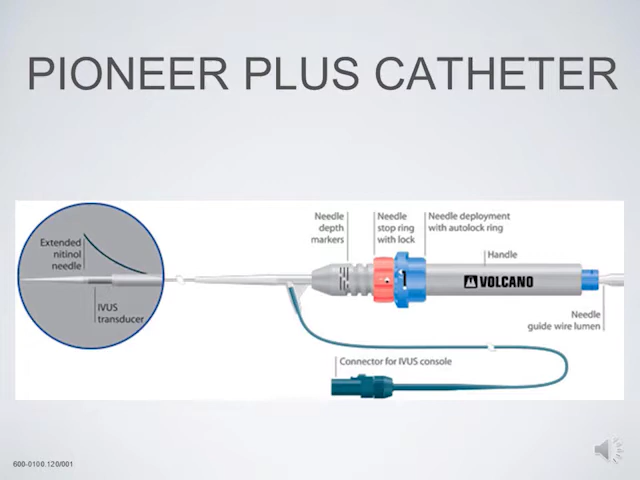 PIONEER PLUS CATHETER
Needle
depth
markers
Needle
stop ring
with lock
Needle deployment
with autolock ring
Handle
Extended
nitinol
needle
IVUS
transducer
VOLCANO
Needle
guide wire lumen
Connector for IVUS console
600-0100.120/001